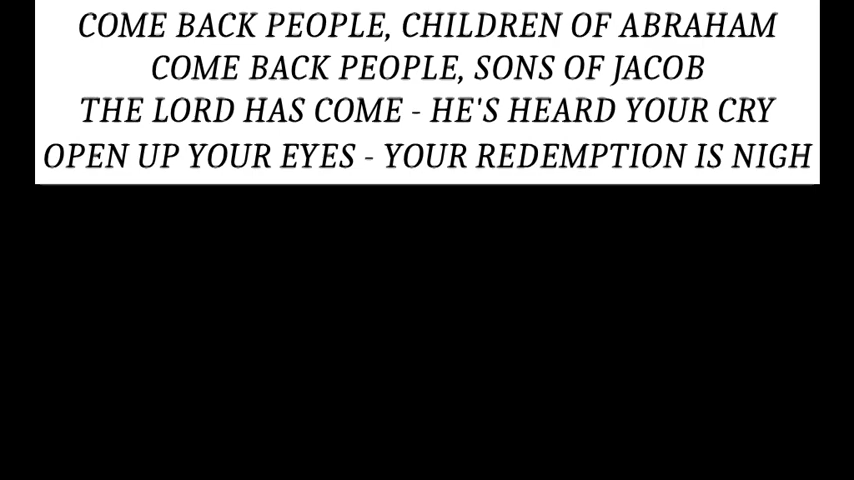 COME BACK PEOPLE, CHILDREN OF ABRAHAM
COME BACK PEOPLE, SONS OF JACOB
THE LORD HAS COME - HE'S HEARD YOUR CRY
OPEN UP YOUR EYES - YOUR REDEMPTION IS NIGH